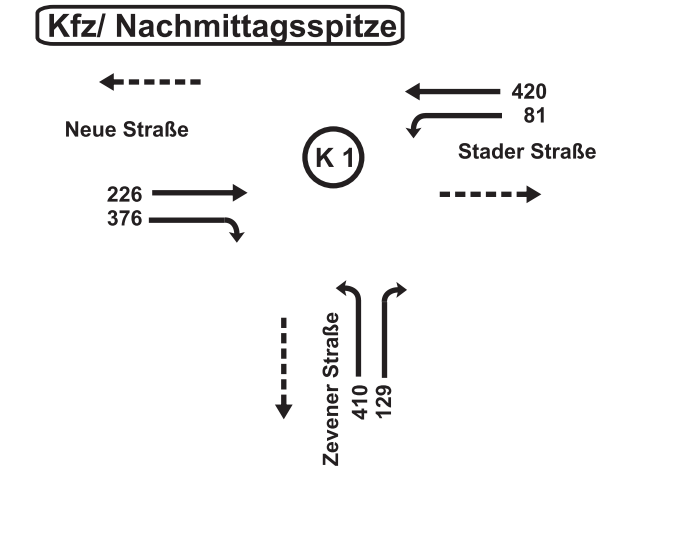 Kfz/ Nachmittagsspitze
420
81
Neue Straße
K 1
Stader Straße
226
376
Zevener Straße
410
129